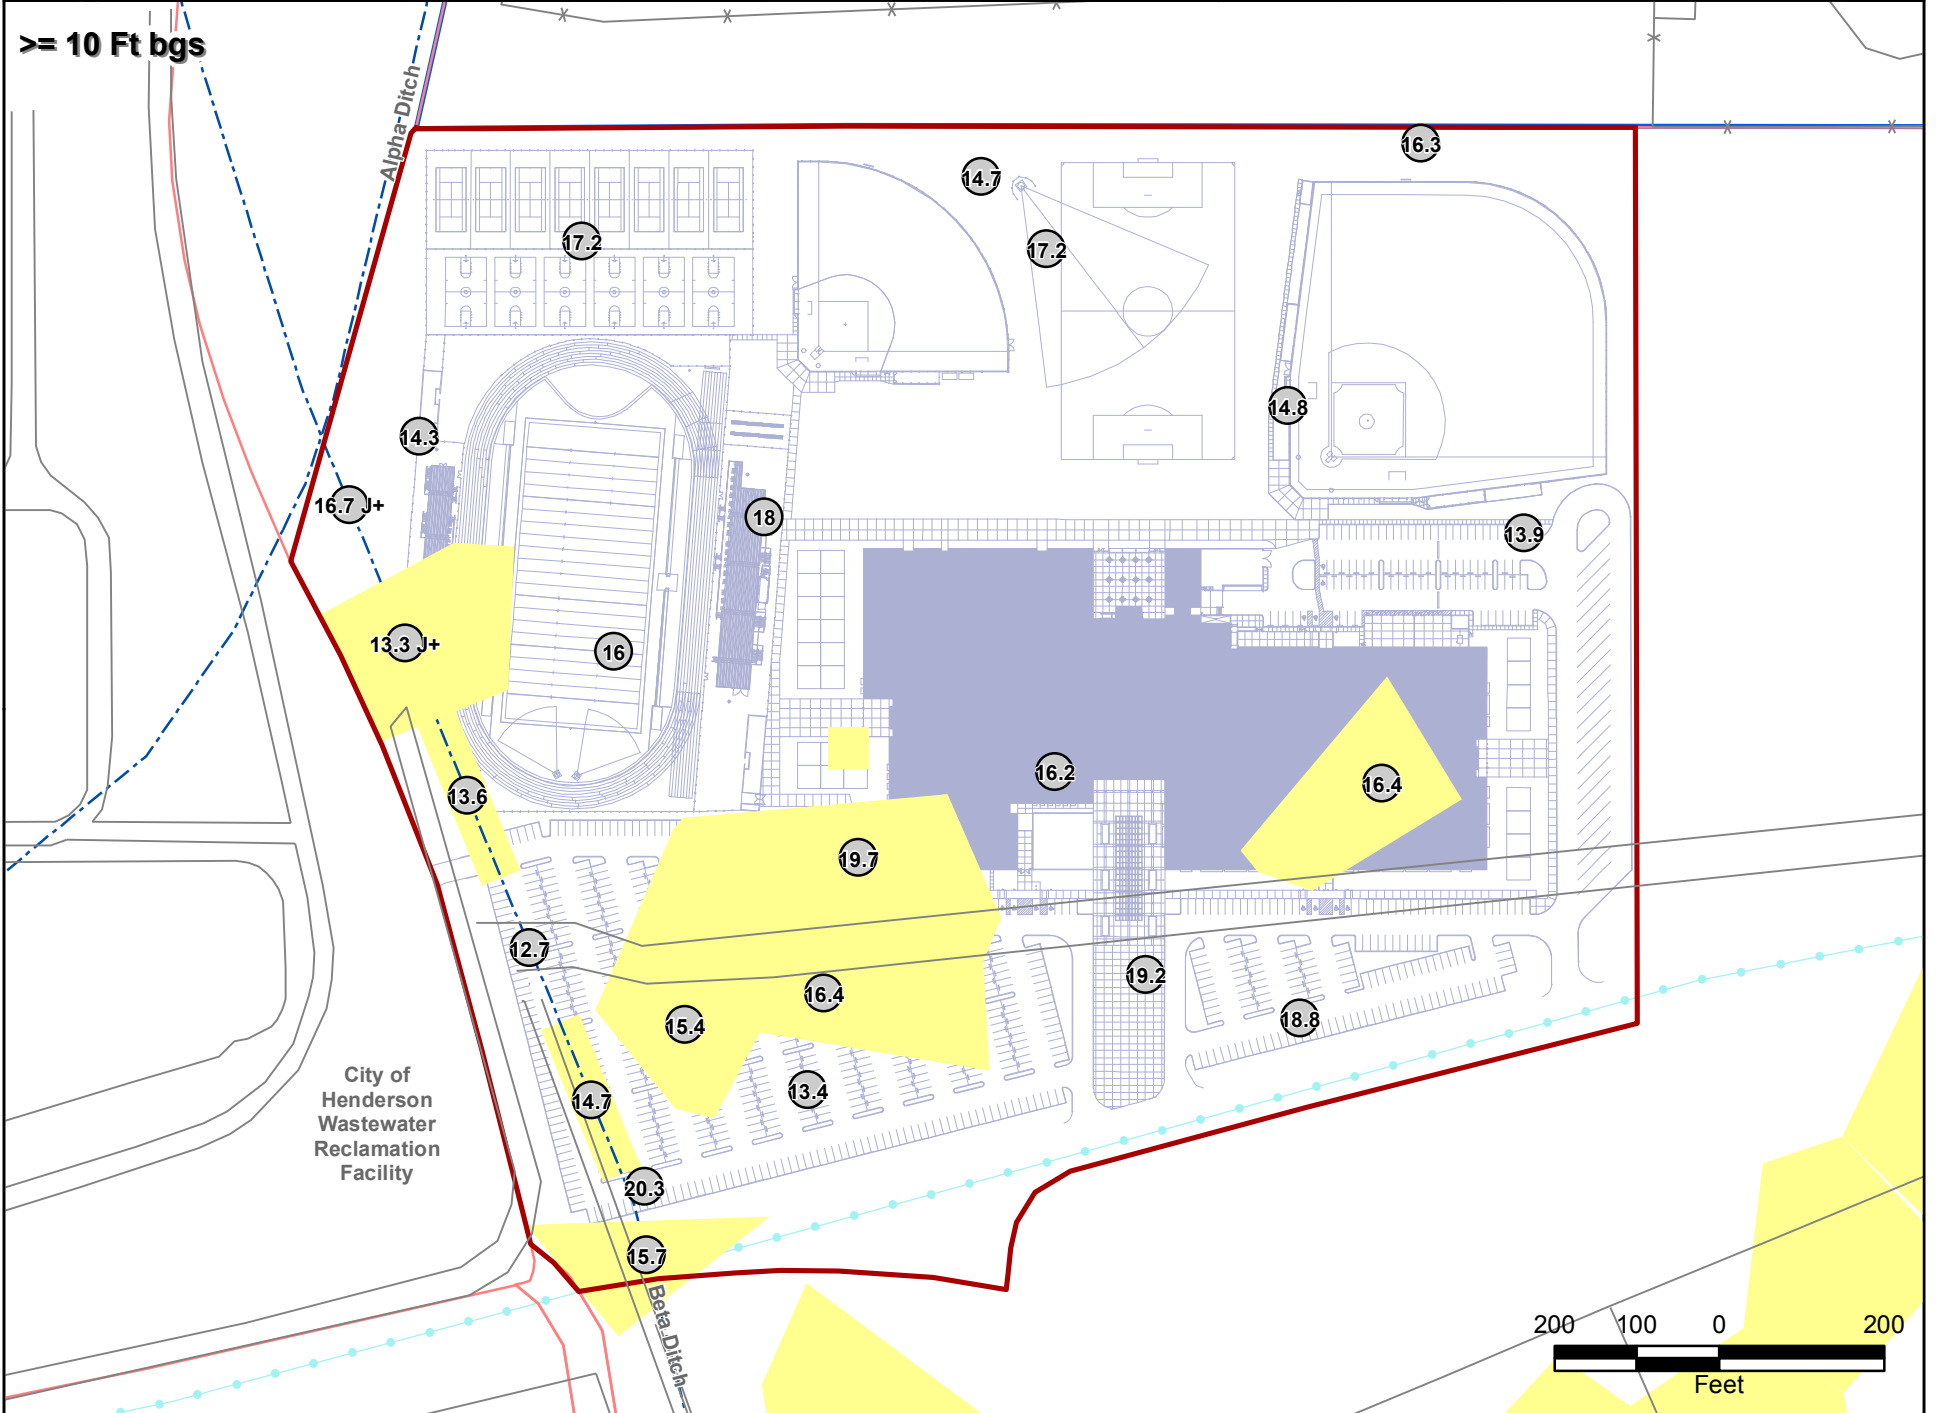 >= 10 Ft bgs
Alpha Ditch
16.3
14.7
17.2
17.2
14.8
14.3
16.7 J+
18
13.9
13.3 J+
16
16.2
16.4
13.6
19.7
12.7
19.2
16.4
15.4
18.8
City of
Henderson
Wastewater
Reclamation
Facility
13.4
14.7
20.3
15.7
Beta Ditch
200 100 0 200
Feet